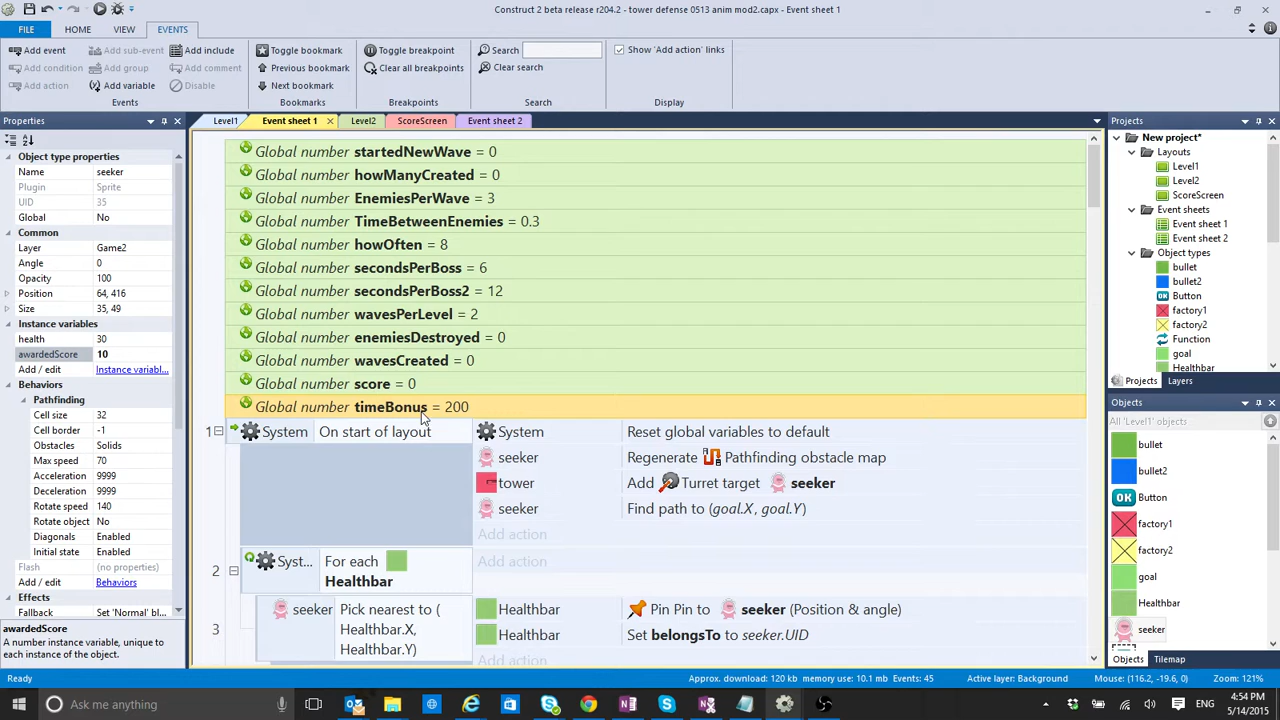 Construct 2 beta release r204.2 - tower defense 0513 anim mod2.capx - Event sheet 1
FILE HOME VIEW EVENTS
Add event Add sub-event Add include Toggle bookmark Toggle breakpoint Search Show 'Add action' links
Add condition Add group Add comment Previous bookmark Clear all breakpoints Clear search
Add action Add variable Disable Next bookmark
Events Bookmarks Breakpoints Search Display
Properties
Object type properties
Name seeker
Plugin Sprite
UID 35
Global No
Common
Layer Game2
Angle 0
Opacity 100
Position 64, 416
Size 35, 49
Instance variables
health 30
awardedScore 10
Add / edit Instance variabl...
Behaviors
Pathfinding
Cell size 32
Cell border -1
Obstacles Solids
Max speed 70
Acceleration 9999
Deceleration 9999
Rotate speed 140
Rotate object No
Diagonals Enabled
Initial state Enabled
Flash (no properties)
Add / edit Behaviors
Effects
Fallback Set 'Normal' bl...
awardedScore
A number instance variable, unique to
each instance of the object.
Level1 Event sheet 1 Level2 ScoreScreen Event sheet 2
Global number startedNewWave = 0
Global number howManyCreated = 0
Global number EnemiesPerWave = 3
Global number TimeBetweenEnemies = 0.3
Global number howOften = 8
Global number secondsPerBoss = 6
Global number secondsPerBoss2 = 12
Global number wavesPerLevel = 2
Global number enemiesDestroyed = 0
Global number wavesCreated = 0
Global number score = 0
Global number timeBonus = 200
1 System On start of layout System Reset global variables to default
seeker Regenerate Pathfinding obstacle map
tower Add Turret target seeker
seeker Find path to (goal.X, goal.Y)
Add action
2 Syst... For each Healthbar Add action
3 seeker Pick nearest to (
Healthbar.X,
Healthbar.Y)
Healthbar Pin Pin to seeker (Position & angle)
Healthbar Set belongsTo to seeker.UID
Add action
Projects
New project*
Layouts
Level1
Level2
ScoreScreen
Event sheets
Event sheet 1
Event sheet 2
Object types
bullet
bullet2
Button
factory1
factory2
Function
goal
Healthbar
Projects Layers
Objects
All 'Level1' objects
bullet
bullet2
OK Button
factory1
factory2
goal
Healthbar
seeker
Objects Tilemap
Ready Approx. download: 120 kb memory use: 10.1 mb Events: 45 Active layer: Background Mouse: (116.2, -19.6, 0) Zoom: 121%
Ask me anything
4:54 PM
5/14/2015